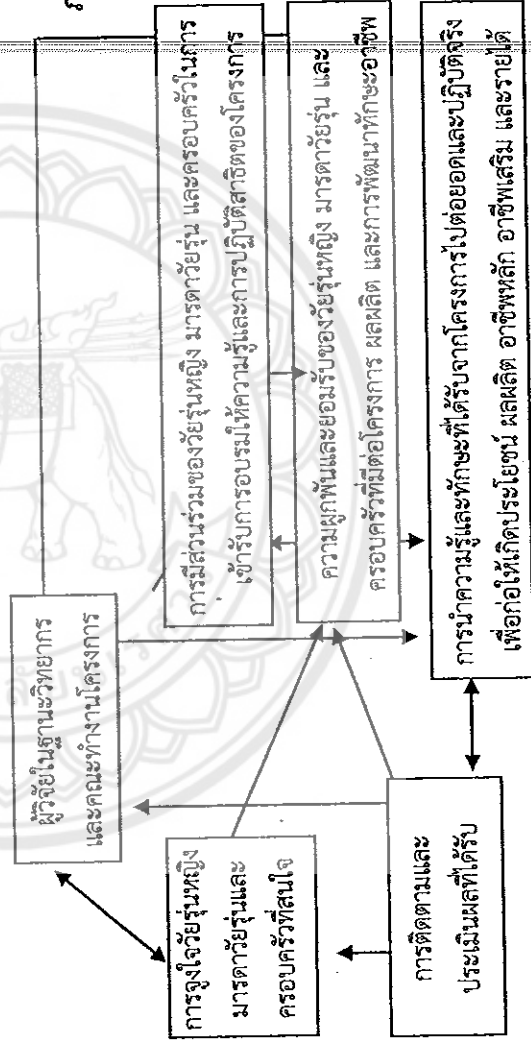 ผู้วิจัยในฐานะวิทยากร
และคณะทำงานโครงการ
การจูงใจวัยรุ่นหญิง
มารดาวัยรุ่นและ
ครอบครัวที่สนใจ
การมีส่วนร่วมของวัยรุ่นหญิง มารดาวัยรุ่น และครอบครัวในการ
เข้ารับการอบรมให้ความรู้และการปฏิบัติสาธิตของโครงการ
ความผูกพันและยอมรับของวัยรุ่นหญิง มารดาวัยรุ่น และ
ครอบครัวที่มีต่อโครงการ ผลผลิต และการพัฒนาทักษะอาชีพ
การติดตามและ
ประเมินผลที่ได้รับ
การนำความรู้และทักษะที่ได้รับจากโครงการไปต่อยอดและปฏิบัติจริง
เพื่อก่อให้เกิดประโยชน์ ผลผลิต อาชีพหลัก อาชีพเสริม และรายได้